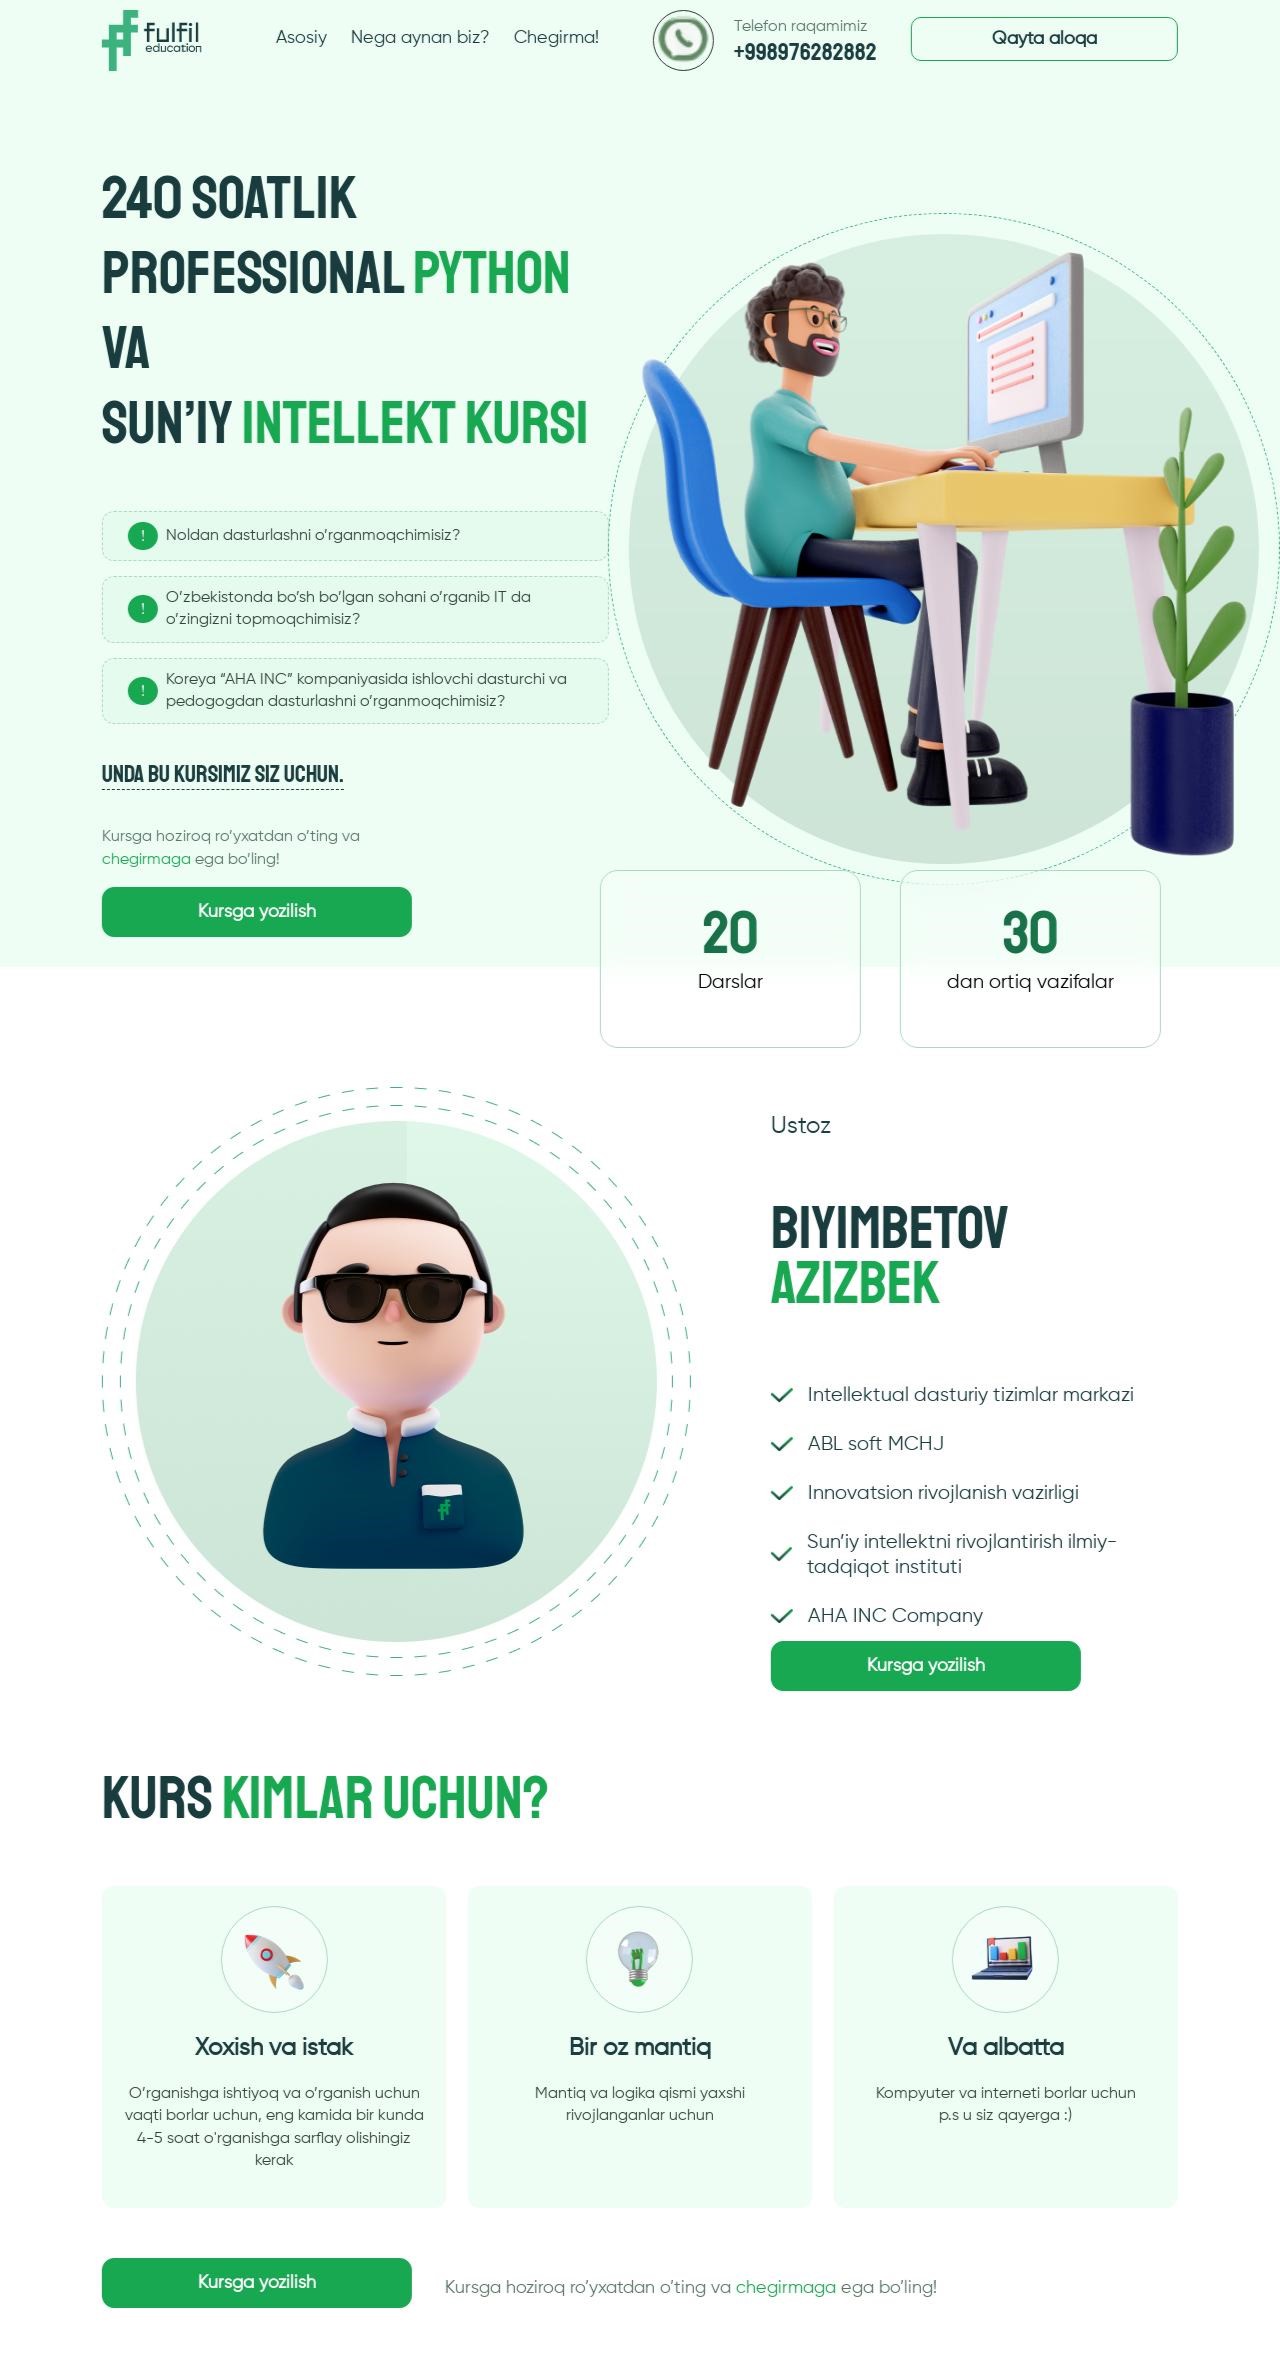 fulfil
education
Asosiy Nega aynan biz? Chegirma!
Telefon raqamimiz
+998976282882
Qayta aloqa
240 SOATLIK
PROFESSIONAL PYTHON
VA
SUN’IY INTELLEKT KURSI
! Noldan dasturlashni o’rganmoqchimisiz?
! O’zbekistonda bo’sh bo’lgan sohani o’rganib IT da
o’zingizni topmoqchimisiz?
! Koreya “AHA INC” kompaniyasida ishlovchi dasturchi va
pedogogdan dasturlashni o’rganmoqchimisiz?
UNDA BU KURSIMIZ SIZ UCHUN.
Kursga hoziroq ro’yxatdan o’ting va
chegirmaga ega bo’ling!
Kursga yozilish
20
Darslar
30
dan ortiq vazifalar
Ustoz
BIYIMBETOV
AZIZBEK
Intellektual dasturiy tizimlar markazi
ABL soft MCHJ
Innovatsion rivojlanish vazirligi
Sun’iy intellektni rivojlantirish ilmiy-
tadqiqot instituti
AHA INC Company
Kursga yozilish
KURS KIMLAR UCHUN?
Xoxish va istak
O’rganishga ishtiyoq va o’rganish uchun
vaqti borlar uchun, eng kamida bir kunda
4-5 soat o'rganishga sarflay olishingiz
kerak
Bir oz mantiq
Mantiq va logika qismi yaxshi
rivojlanganlar uchun
Va albatta
Kompyuter va interneti borlar uchun
p.s u siz qayerga :)
Kursga yozilish
Kursga hoziroq ro’yxatdan o’ting va chegirmaga ega bo’ling!